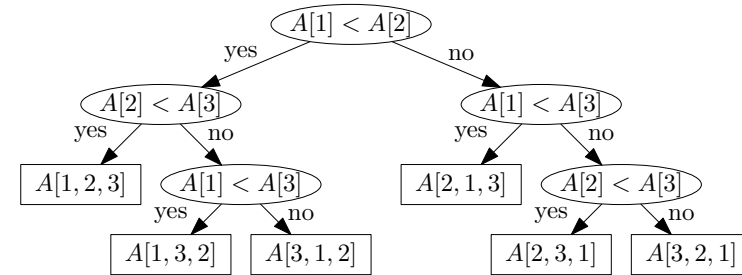 A[1] < A[2]
yes no
A[2] < A[3] A[1] < A[3]
yes no yes no
A[1, 2, 3] A[1] < A[3] A[2, 1, 3] A[2] < A[3]
yes no yes no
A[1, 3, 2] A[3, 1, 2] A[2, 3, 1] A[3, 2, 1]